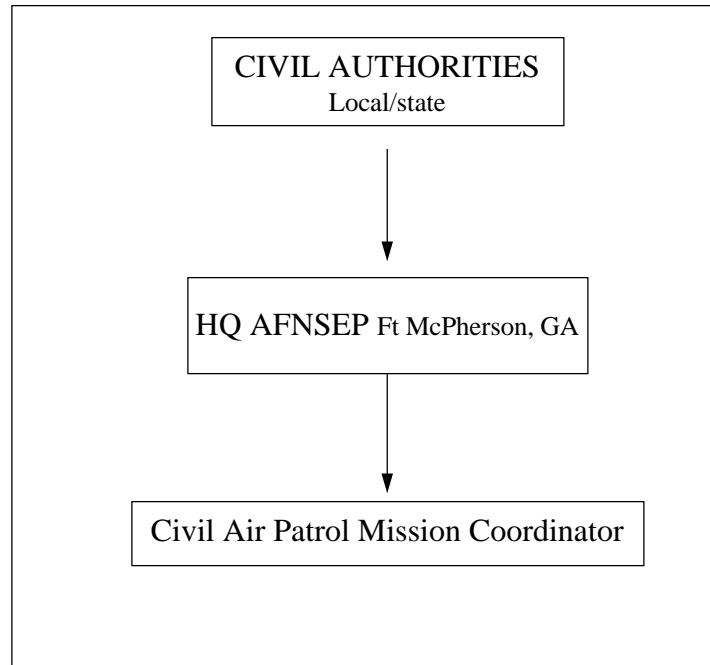 CIVIL AUTHORITIES
Local/state
HQ AFNSEP Ft McPherson, GA
Civil Air Patrol Mission Coordinator